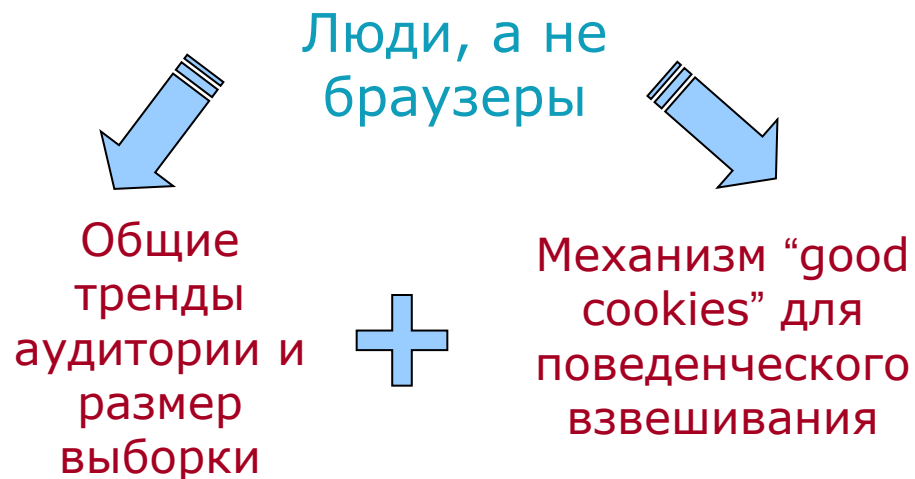 Люди, а не
браузеры
Общие
тренды
аудитории и
размер
выборки
Механизм “good
cookies” для
поведенческого
взвешивания